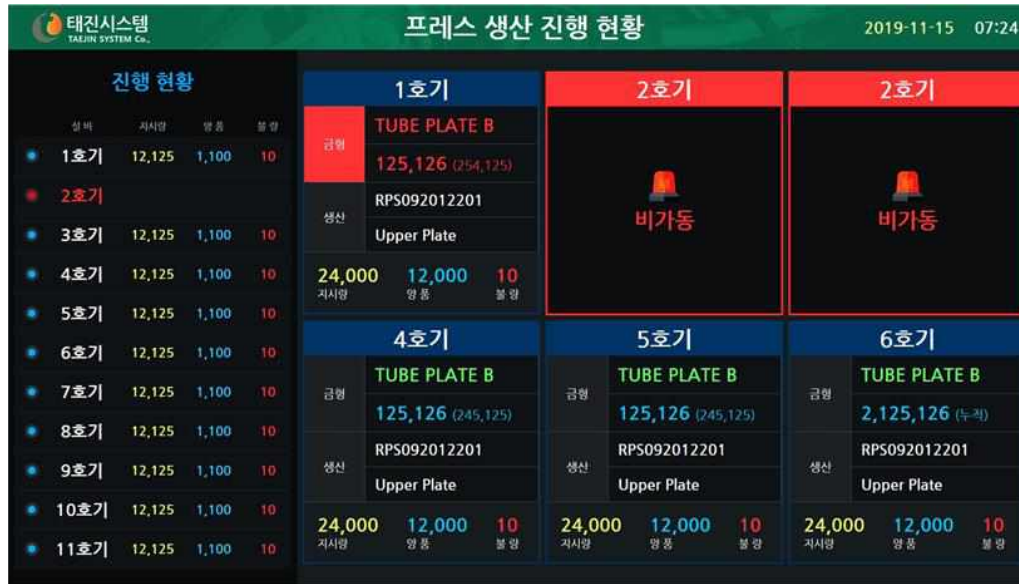 태진시스템
TAEJIN SYSTEM Co.,
프레스 생산 진행 현황
2019-11-15 07:24
진행 현황
설비 지시량 양품 불량
1호기 12,125 1,100 10
2호기
3호기 12,125 1,100 10
4호기 12,125 1,100 10
5호기 12,125 1,100 10
6호기 12,125 1,100 10
7호기 12,125 1,100 10
8호기 12,125 1,100 10
9호기 12,125 1,100 10
10호기 12,125 1,100 10
11호기 12,125 1,100 10
1호기
금형
TUBE PLATE B
125,126 (254,125)
생산
RPS092012201
Upper Plate
24,000 12,000 10
지시량 양품 불량
2호기
비가동
2호기
비가동
4호기
금형
TUBE PLATE B
125,126 (245,125)
생산
RPS092012201
Upper Plate
24,000 12,000 10
지시량 양품 불량
5호기
금형
TUBE PLATE B
125,126 (245,125)
생산
RPS092012201
Upper Plate
24,000 12,000 10
지시량 양품 불량
6호기
금형
TUBE PLATE B
2,125,126 (누적)
생산
RPS092012201
Upper Plate
24,000 12,000 10
지시량 양품 불량